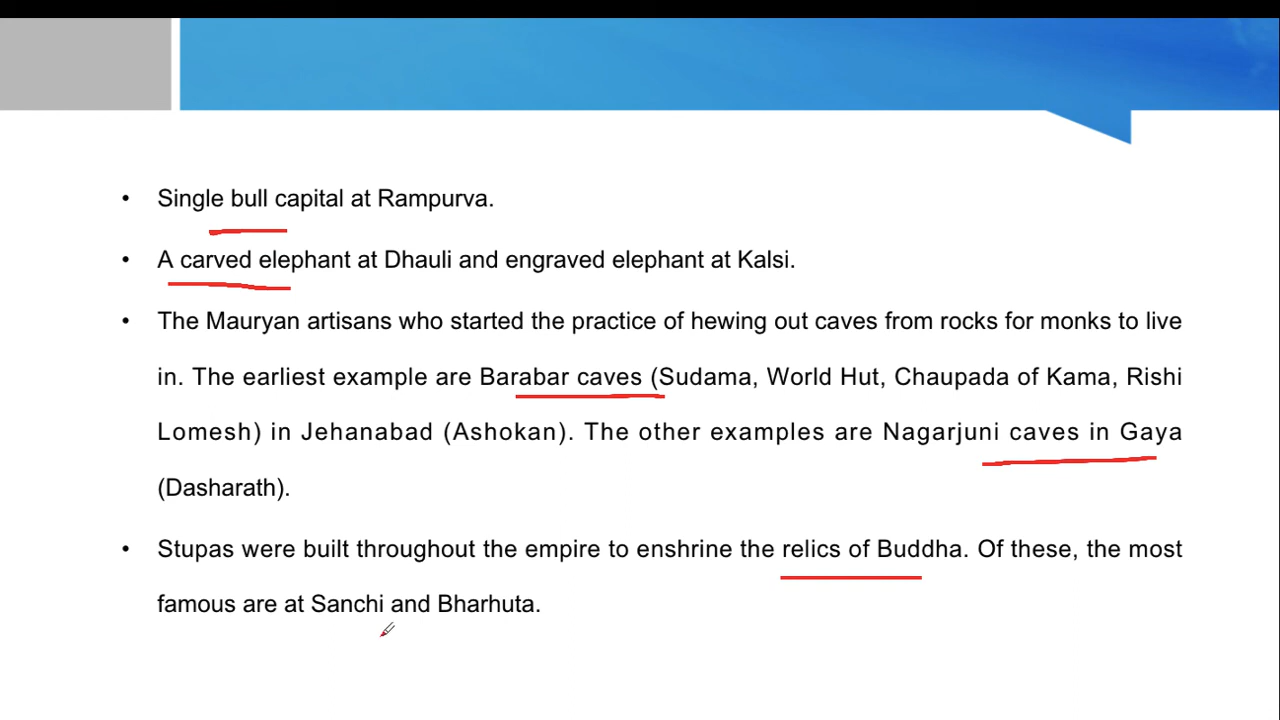 • Single bull capital at Rampurva.
• A carved elephant at Dhauli and engraved elephant at Kalsi.
• The Mauryan artisans who started the practice of hewing out caves from rocks for monks to live
in. The earliest example are Barabar caves (Sudama, World Hut, Chaupada of Kama, Rishi
Lomesh) in Jehanabad (Ashokan). The other examples are Nagarjuni caves in Gaya
(Dasharath).
• Stupas were built throughout the empire to enshrine the relics of Buddha. Of these, the most
famous are at Sanchi and Bharhuta.